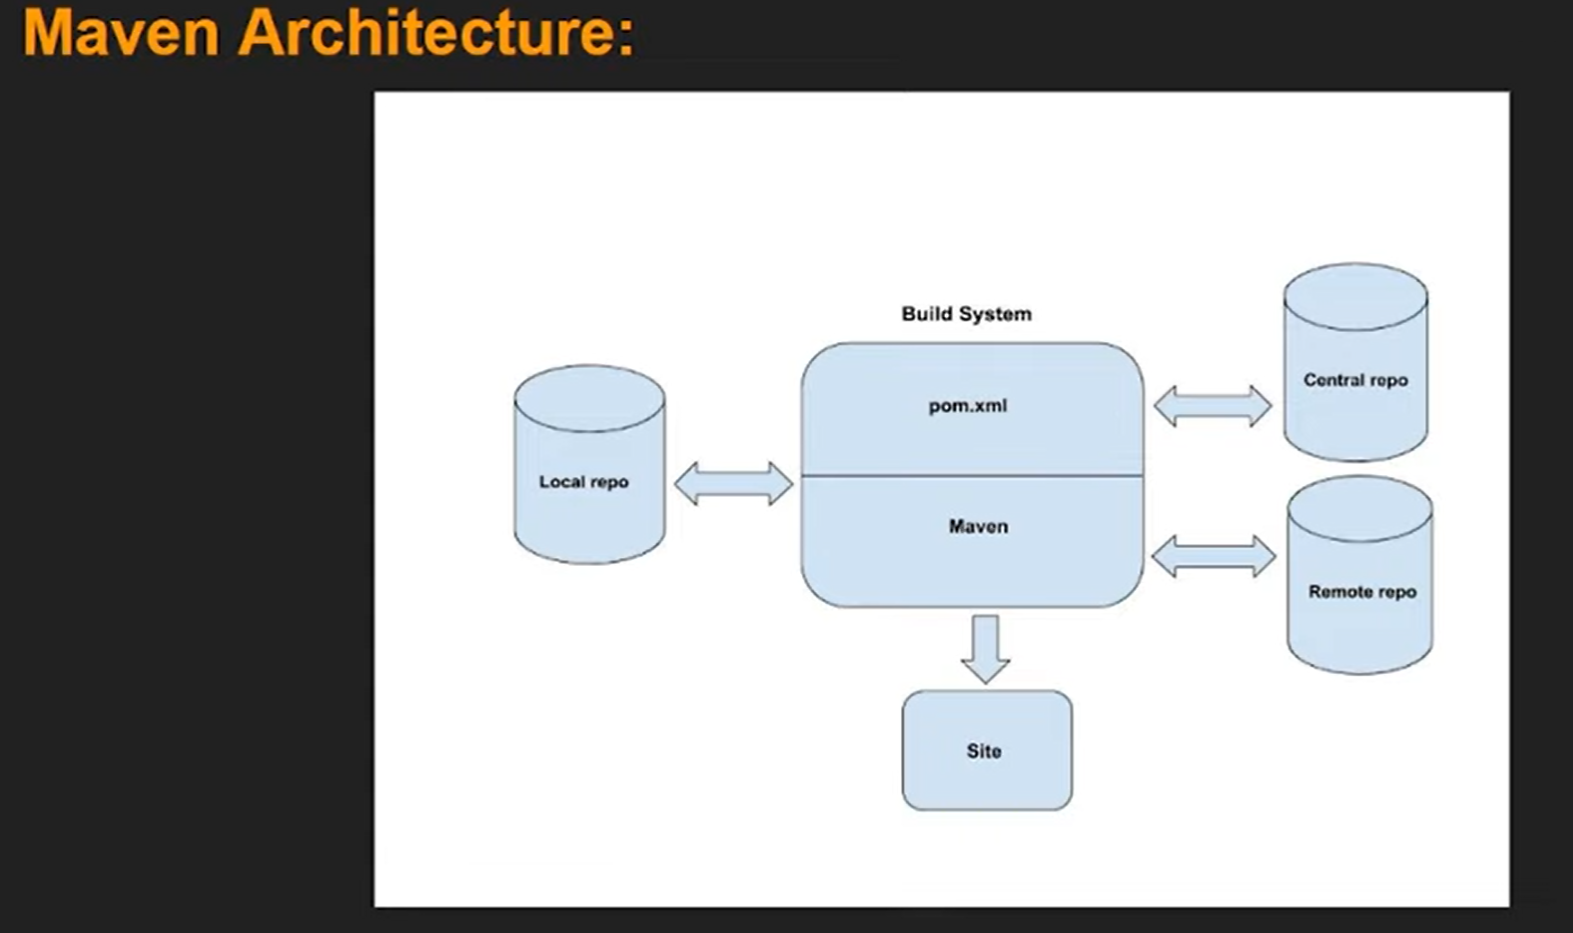 Maven Architecture:
Build System
pom.xml
Maven
Local repo
Central repo
Remote repo
Site